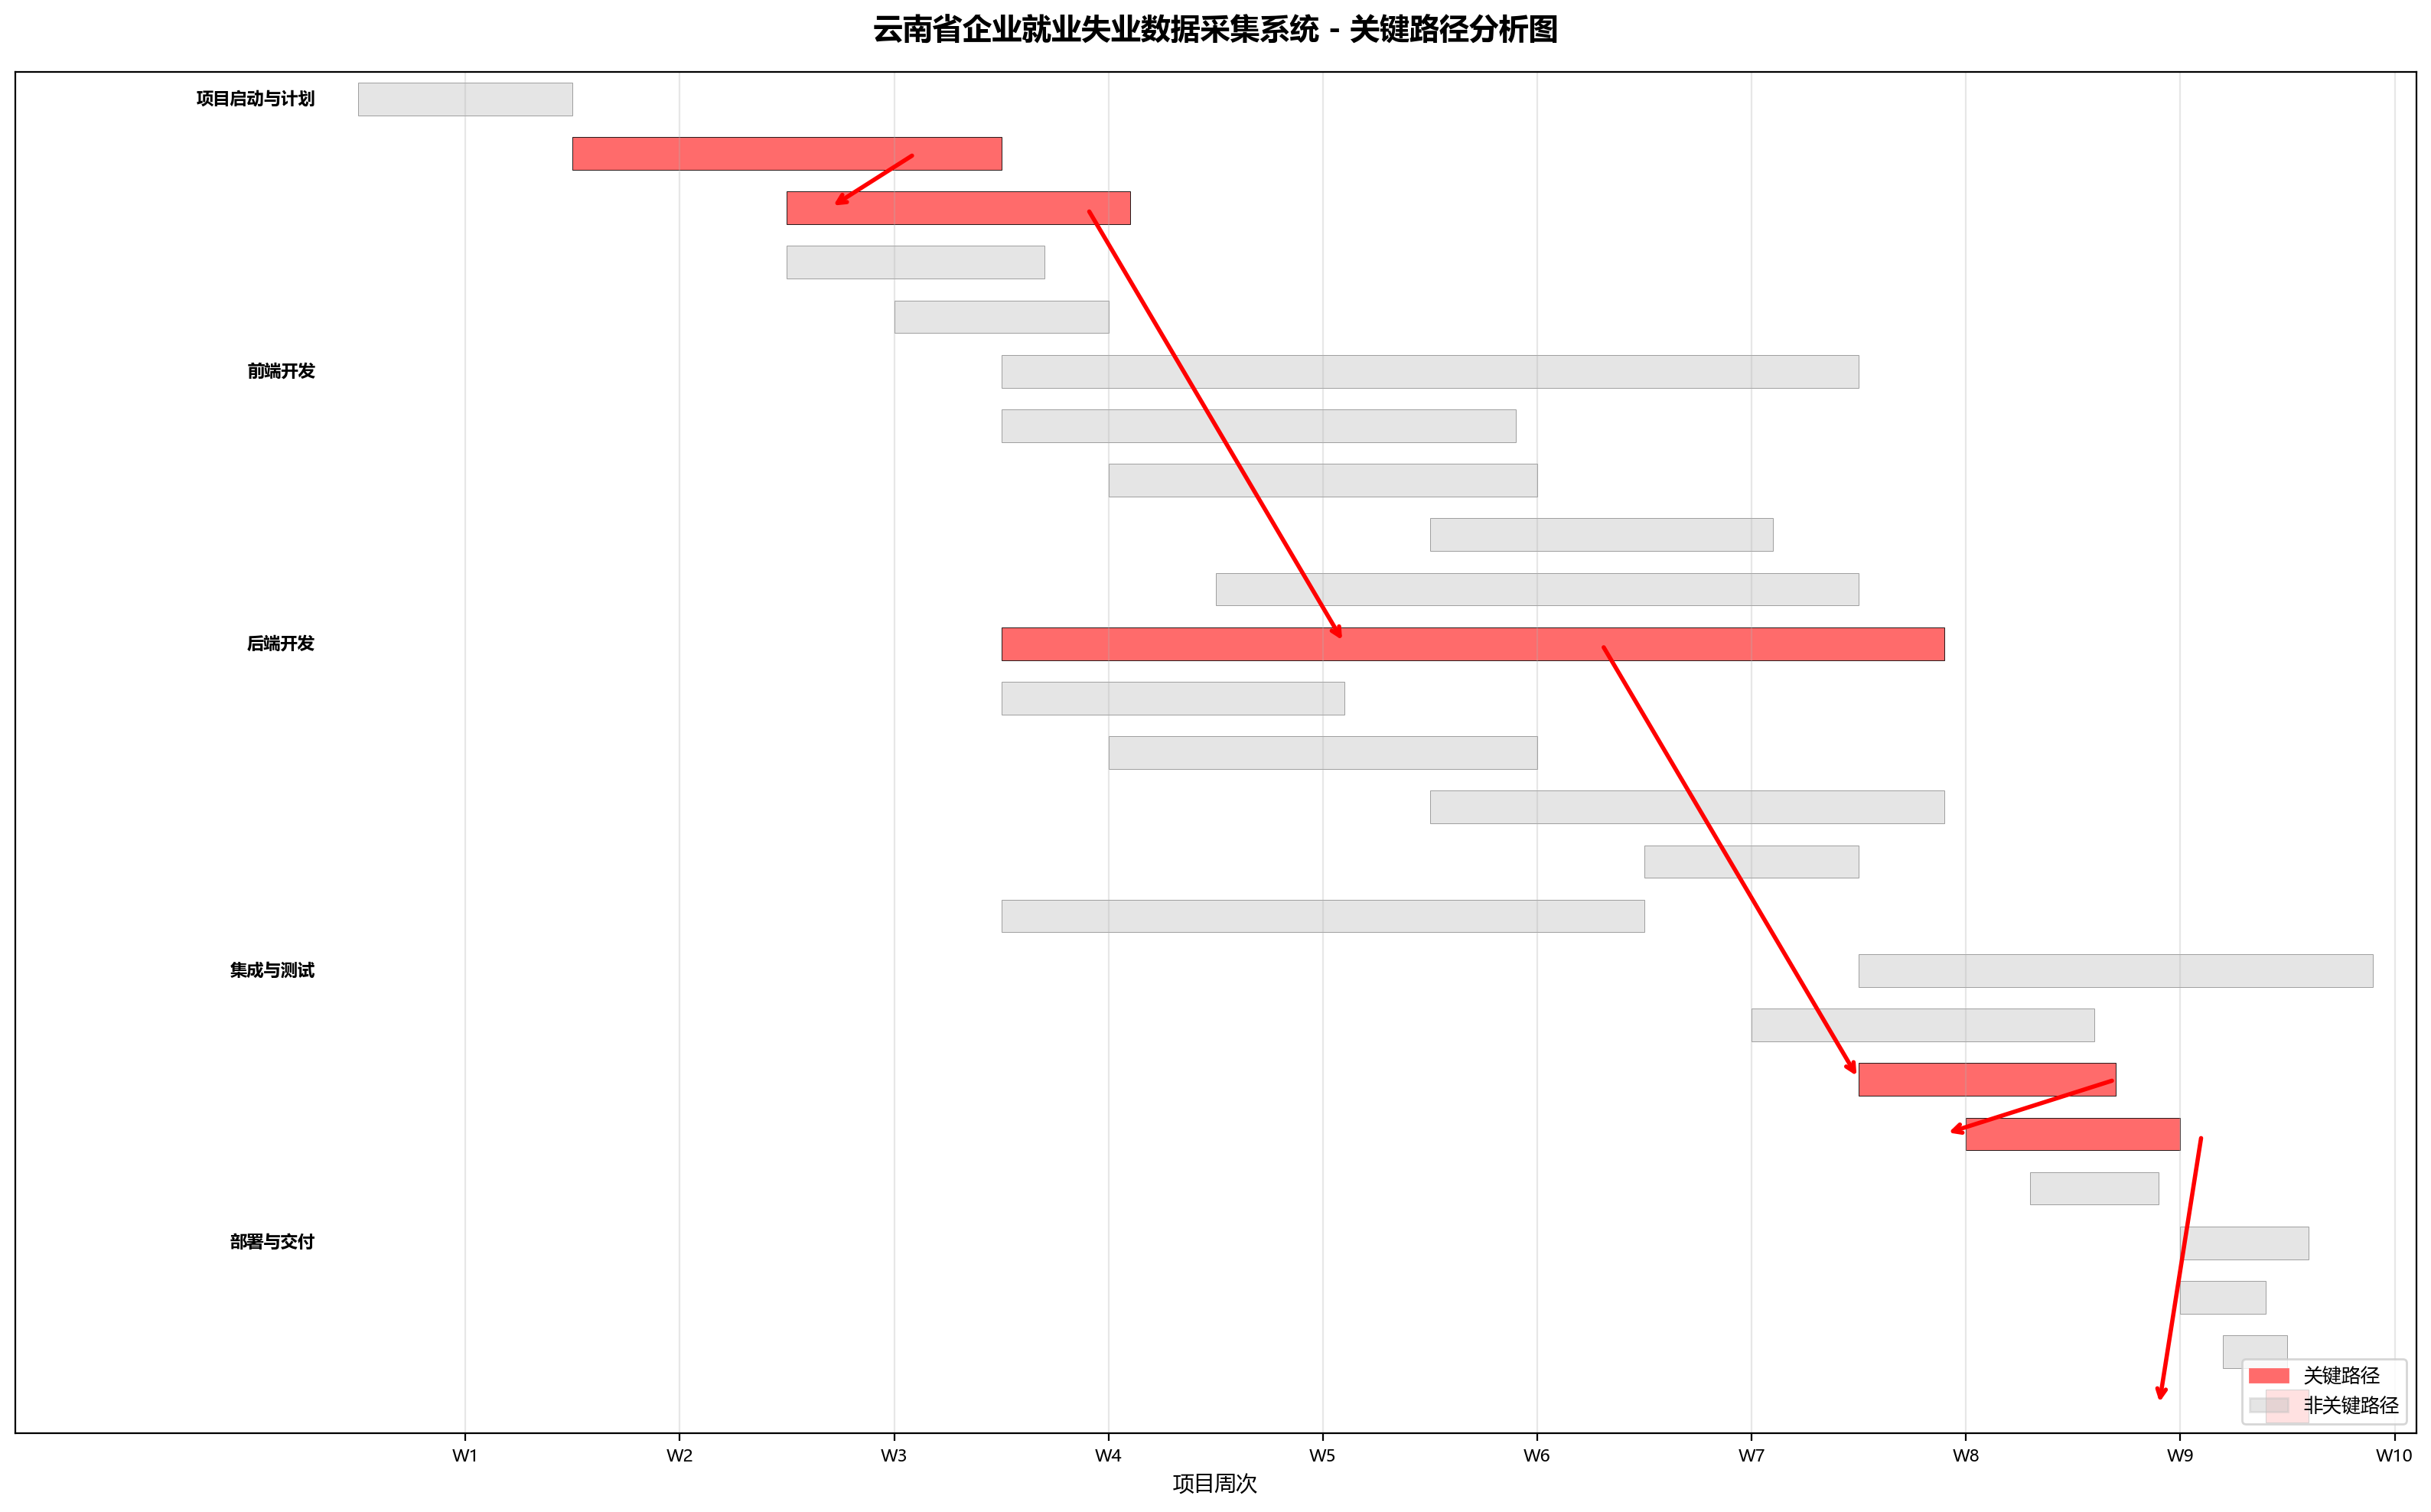 云南省企业就业失业数据采集系统 - 关键路径分析图
项目启动与计划
前端开发
后端开发
集成与测试
部署与交付
关键路径
非关键路径
W1 W2 W3 W4 W5 W6 W7 W8 W9 W10
项目周次